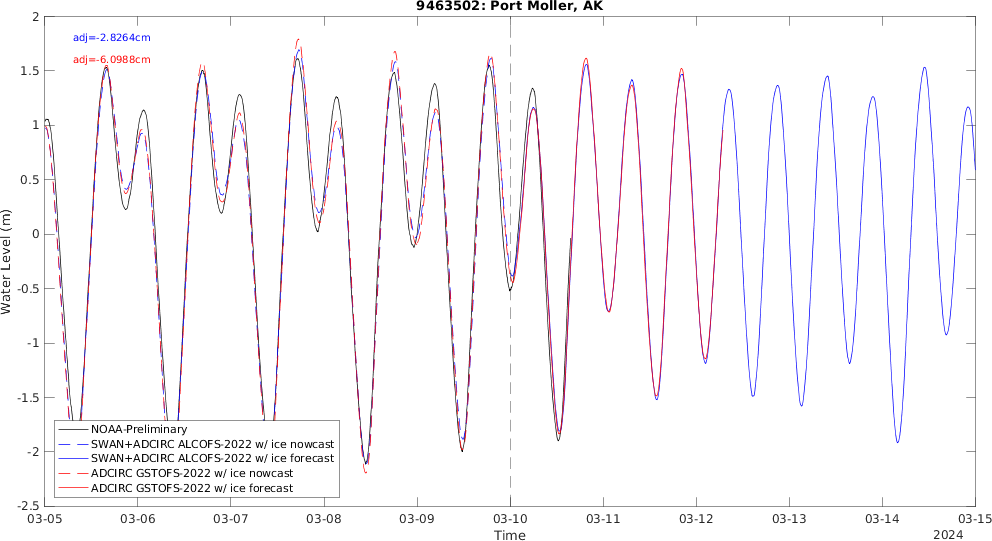 9463502: Port Moller, AK
adj=-2.8264cm
adj=-6.0988cm
Water Level (m)
2
1.5
1
0.5
0
-0.5
-1
-1.5
-2
-2.5
NOAA-Preliminary
SWAN+ADCIRC ALCOFS-2022 w/ ice nowcast
SWAN+ADCIRC ALCOFS-2022 w/ ice forecast
ADCIRC GSTOFS-2022 w/ ice nowcast
ADCIRC GSTOFS-2022 w/ ice forecast
03-05 03-06 03-07 03-08 03-09 03-10 03-11 03-12 03-13 03-14 03-15
Time
2024